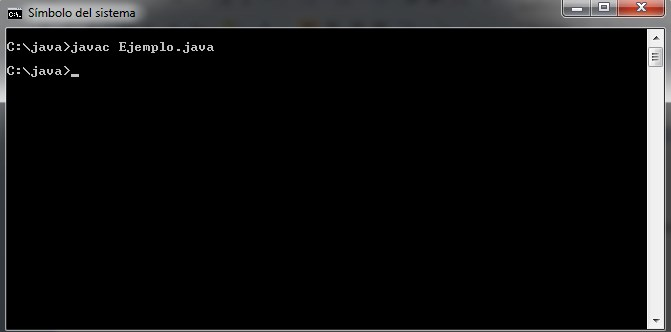 Símbolo del sistema
C:\java>javac Ejemplo.java
C:\java>_